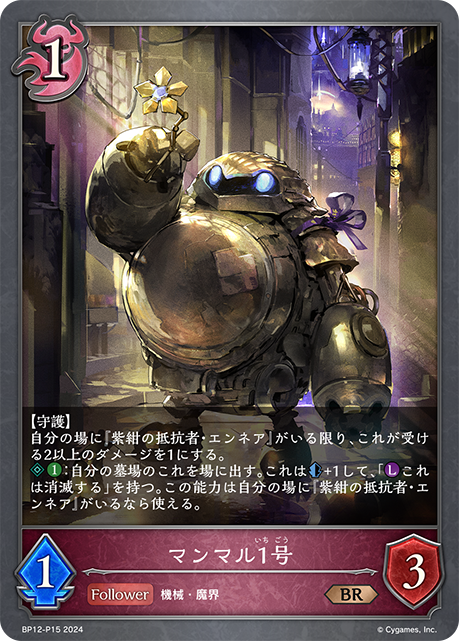 1
【守護】
自分の場に『紫紺の抵抗者・エンネア』がいる限り、これが受け
る2以上のダメージを1にする。
1:自分の墓場のこれを場に出す。これは+1して、「L これ
は消滅する」を持つ。この能力は自分の場に『紫紺の抵抗者・エ
ンネア』がいるなら使える。
いち ごう
マンマル1号
1
Follower 機械・魔界
BR
3
BP12-P15 2024
© Cygames, Inc.